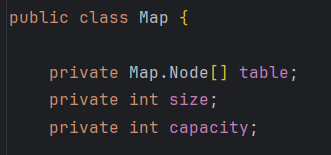 public class Map {
private Map.Node[] table;
private int size;
private int capacity;